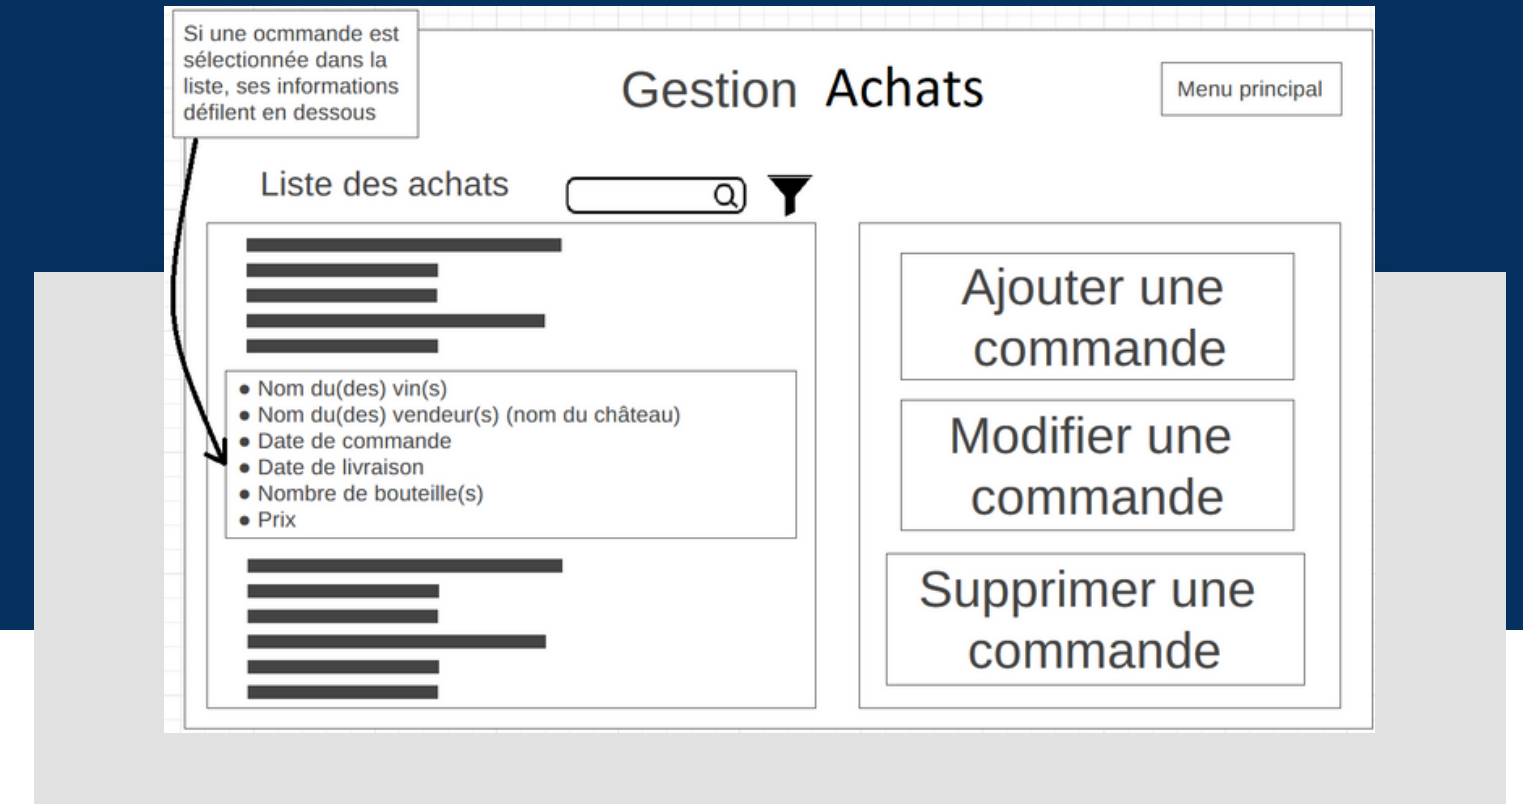 Si une ocmmande est
sélectionnée dans la
liste, ses informations
défilent en dessous
Gestion Achats
Menu principal
Liste des achats
● Nom du(des) vin(s)
● Nom du(des) vendeur(s) (nom du château)
● Date de commande
● Date de livraison
● Nombre de bouteille(s)
● Prix
Ajouter une
commande
Modifier une
commande
Supprimer une
commande